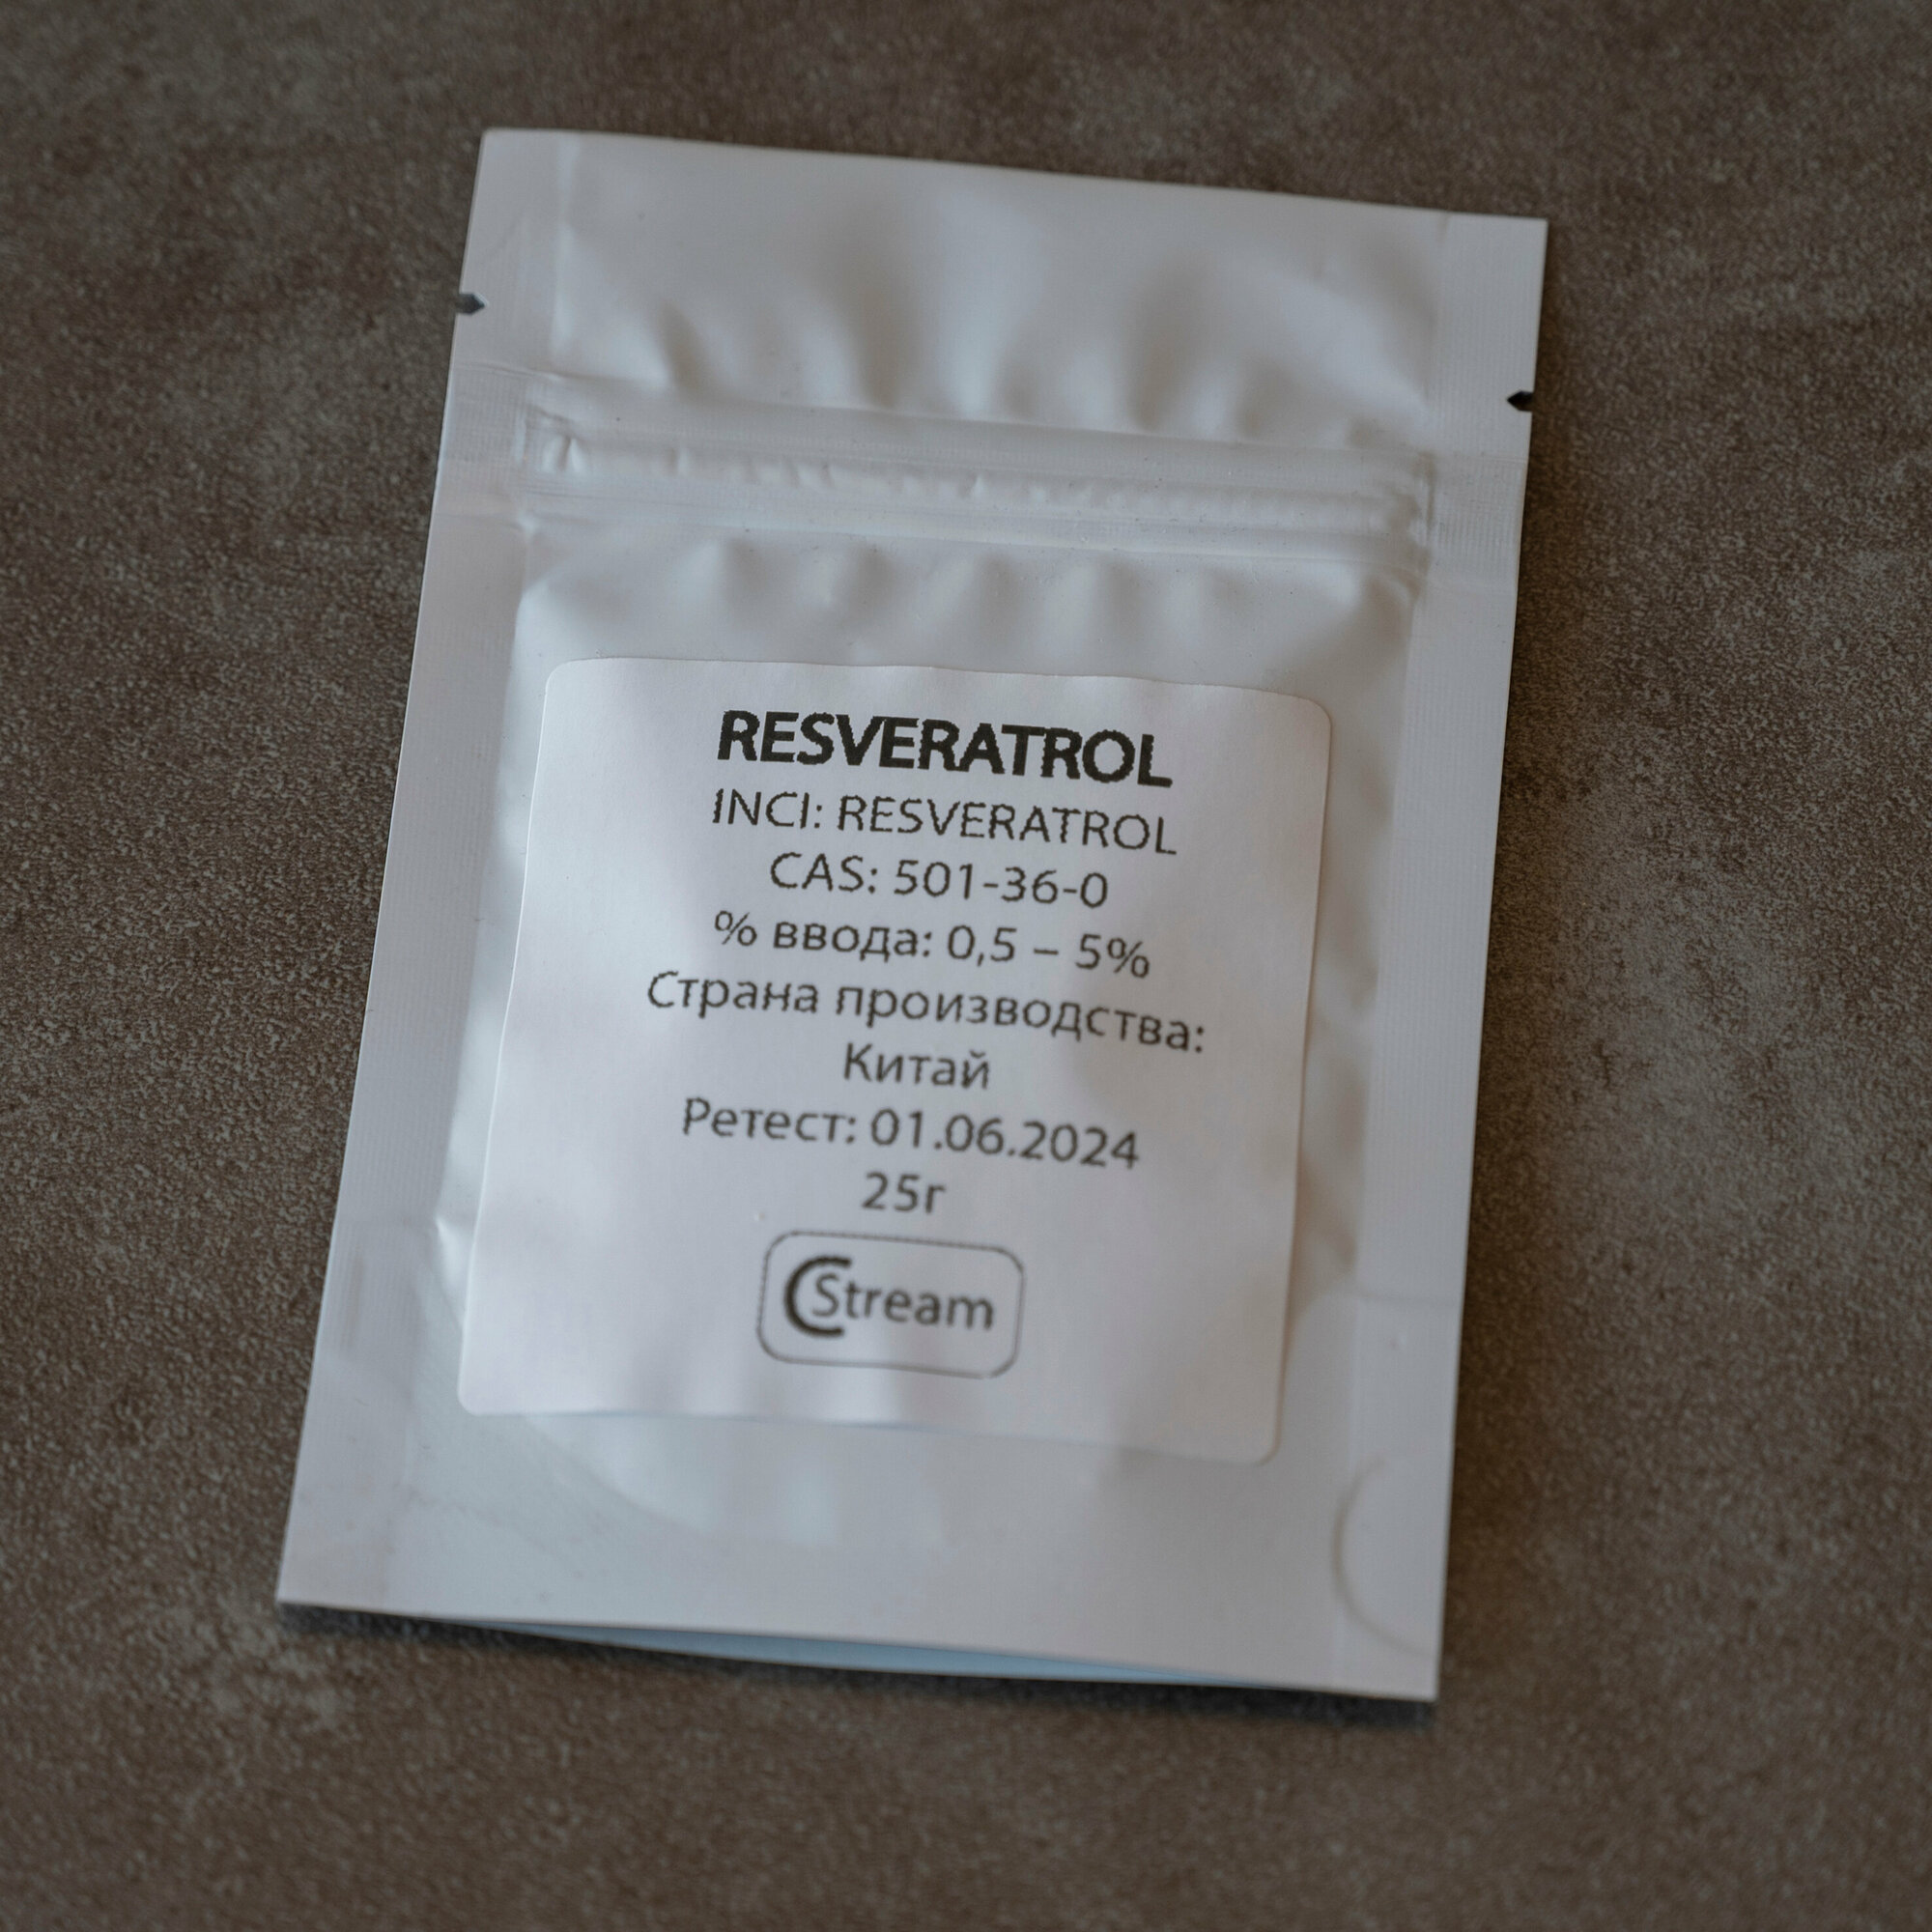 RESVERATROL
INCI: RESVERATROL
CAS: 501-36-0
% ввода: 0,5 – 5%
Страна производства:
Китай
Ретест: 01.06.2024
25г
CStream